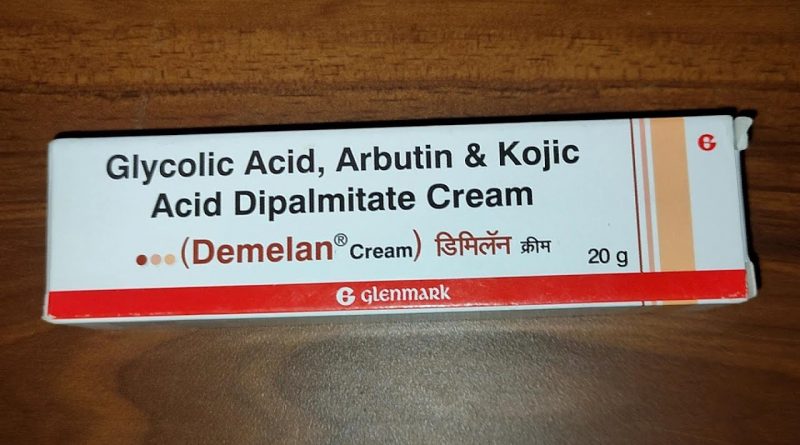 Glycolic Acid, Arbutin & Kojic
Acid Dipalmitate Cream
(Demelan® Cream) डिमिलॅन क्रीम 20 g
glenmark